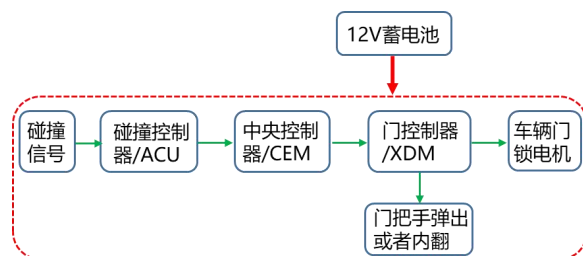 12V蓄电池
碰撞
信号
碰撞控制
器/ACU
中央控制
器/CEM
门控制器
/XDM
车辆门
锁电机
门把手弹出
或者内翻